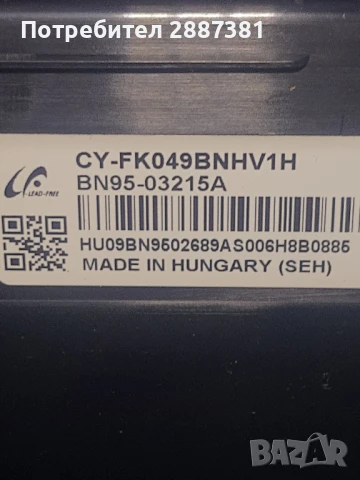 Потребител 2887381
CY-FK049BNHV1H
BN95-03215A
LEAD-FREE
HU09BN9502689AS006H8B0885
MADE IN HUNGARY (SEH)
BAZAR